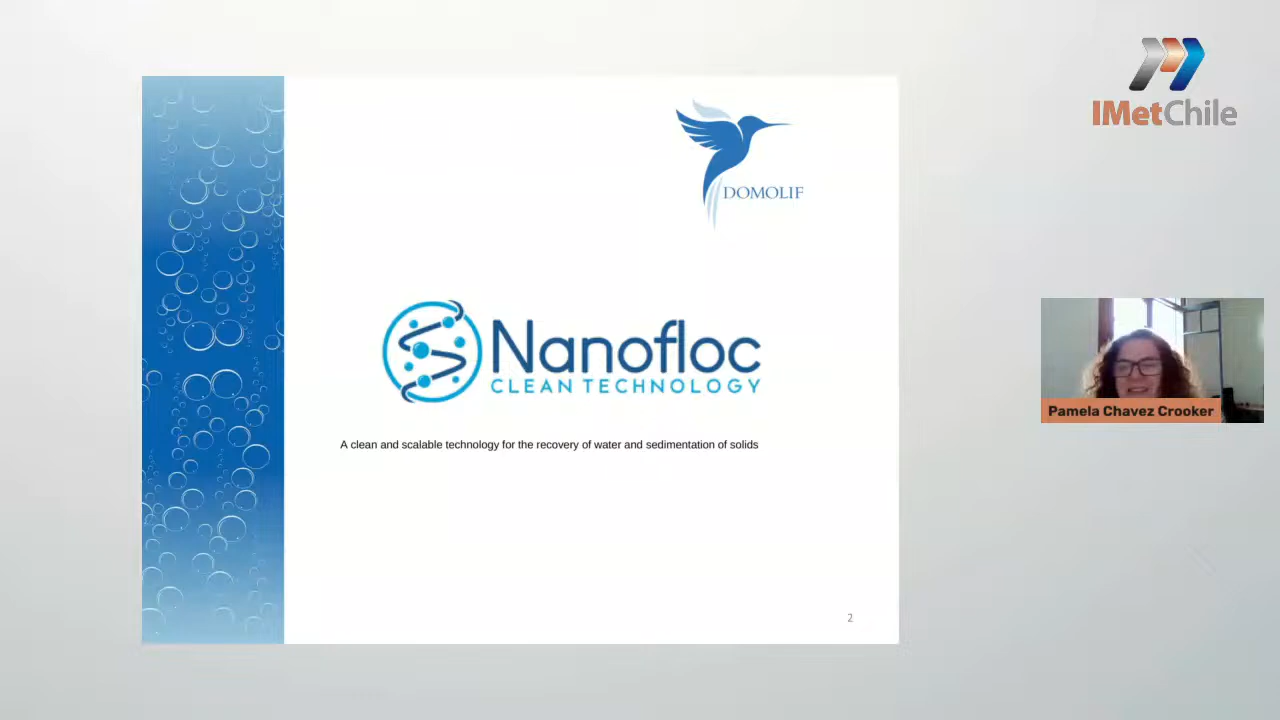 IMetChile
DOMOLIF
Nanofloc
CLEAN TECHNOLOGY
Pamela Chavez Crooker
A clean and scalable technology for the recovery of water and sedimentation of solids
2